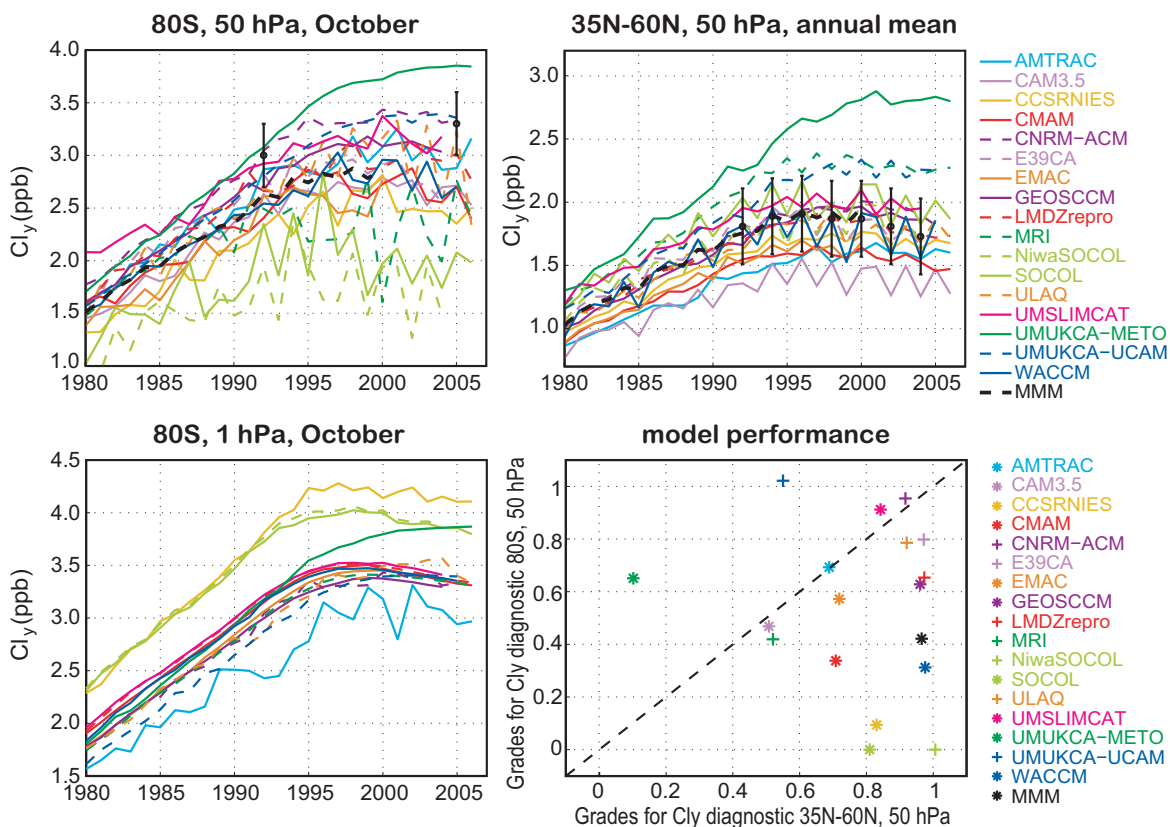 80S, 50 hPa, October
Cly(ppb)
4.0
3.5
3.0
2.5
2.0
1.5
1.0
1980 1985 1990 1995 2000 2005
35N-60N, 50 hPa, annual mean
Cly(ppb)
3.0
2.5
2.0
1.5
1.0
1980 1985 1990 1995 2000 2005
AMTRAC
CAM3.5
CCSRNIES
CMAM
CNRM-ACM
E39CA
EMAC
GEOSCCM
LMDZrepro
MRI
NiwaSOCOL
SOCOL
ULAQ
UMSLIMCAT
UMUKCA-METO
UMUKCA-UCAM
WACCM
MMM
80S, 1 hPa, October
Cly(ppb)
4.5
4.0
3.5
3.0
2.5
2.0
1.5
1980 1985 1990 1995 2000 2005
model performance
Grades for Cly diagnostic 80S, 50 hPa
1
0.8
0.6
0.4
0.2
0
0 0.2 0.4 0.6 0.8 1
Grades for Cly diagnostic 35N-60N, 50 hPa
AMTRAC
CAM3.5
CCSRNIES
CMAM
CNRM-ACM
E39CA
EMAC
GEOSCCM
LMDZrepro
MRI
NiwaSOCOL
SOCOL
ULAQ
UMSLIMCAT
UMUKCA-METO
UMUKCA-UCAM
WACCM
MMM